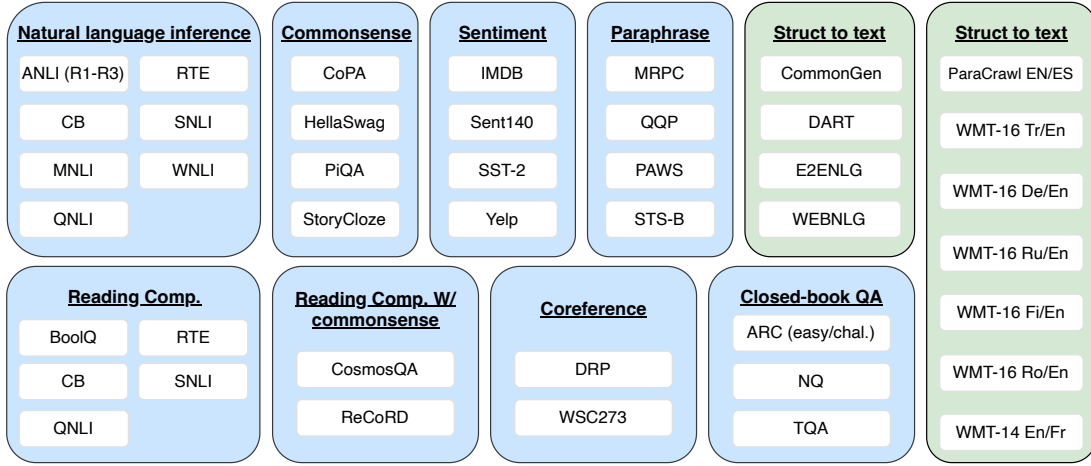 Natural language inference
ANLI (R1-R3)
RTE
CB
SNLI
MNLI
WNLI
QNLI
Commonsense
CoPA
HellaSwag
PiQA
StoryCloze
Sentiment
IMDB
Sent140
SST-2
Yelp
Paraphrase
MRPC
QQP
PAWS
STS-B
Struct to text
CommonGen
DART
E2ENLG
WEBNLG
Struct to text
ParaCrawl EN/ES
WMT-16 Tr/En
WMT-16 De/En
WMT-16 Ru/En
WMT-16 Fi/En
WMT-16 Ro/En
WMT-14 En/Fr
Reading Comp.
BoolQ
RTE
CB
SNLI
QNLI
Reading Comp. W/
commonsense
CosmosQA
ReCoRD
Coreference
DRP
WSC273
Closed-book QA
ARC (easy/chal.)
NQ
TQA